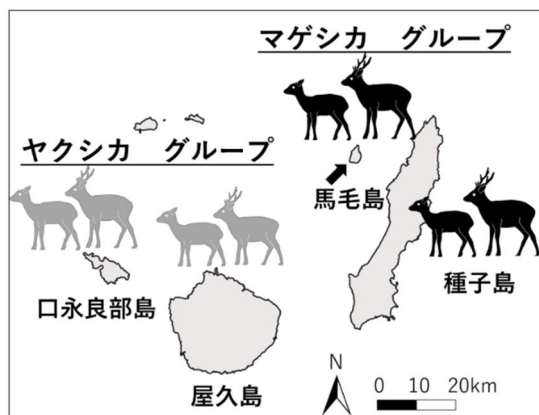 マゲシカ グループ
ヤクシカ グループ
馬毛島
種子島
口永良部島
屋久島
N
0 10 20km